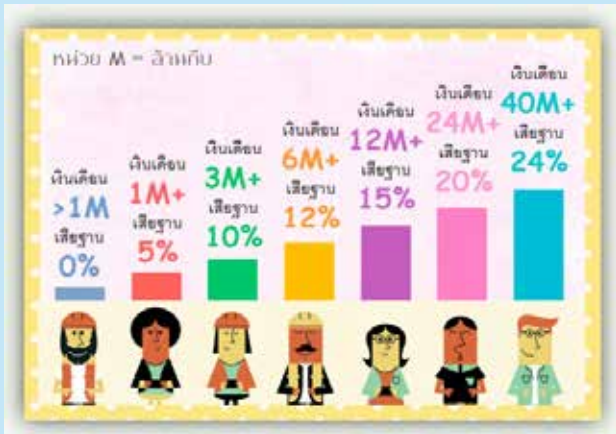 หน่วย M = ล้านกีบ
เงินเดือน
>1M
เสียฐาน
0%
เงินเดือน
1M+
เสียฐาน
5%
เงินเดือน
3M+
เสียฐาน
10%
เงินเดือน
6M+
เสียฐาน
12%
เงินเดือน
12M+
เสียฐาน
15%
เงินเดือน
24M+
เสียฐาน
20%
เงินเดือน
40M+
เสียฐาน
24%